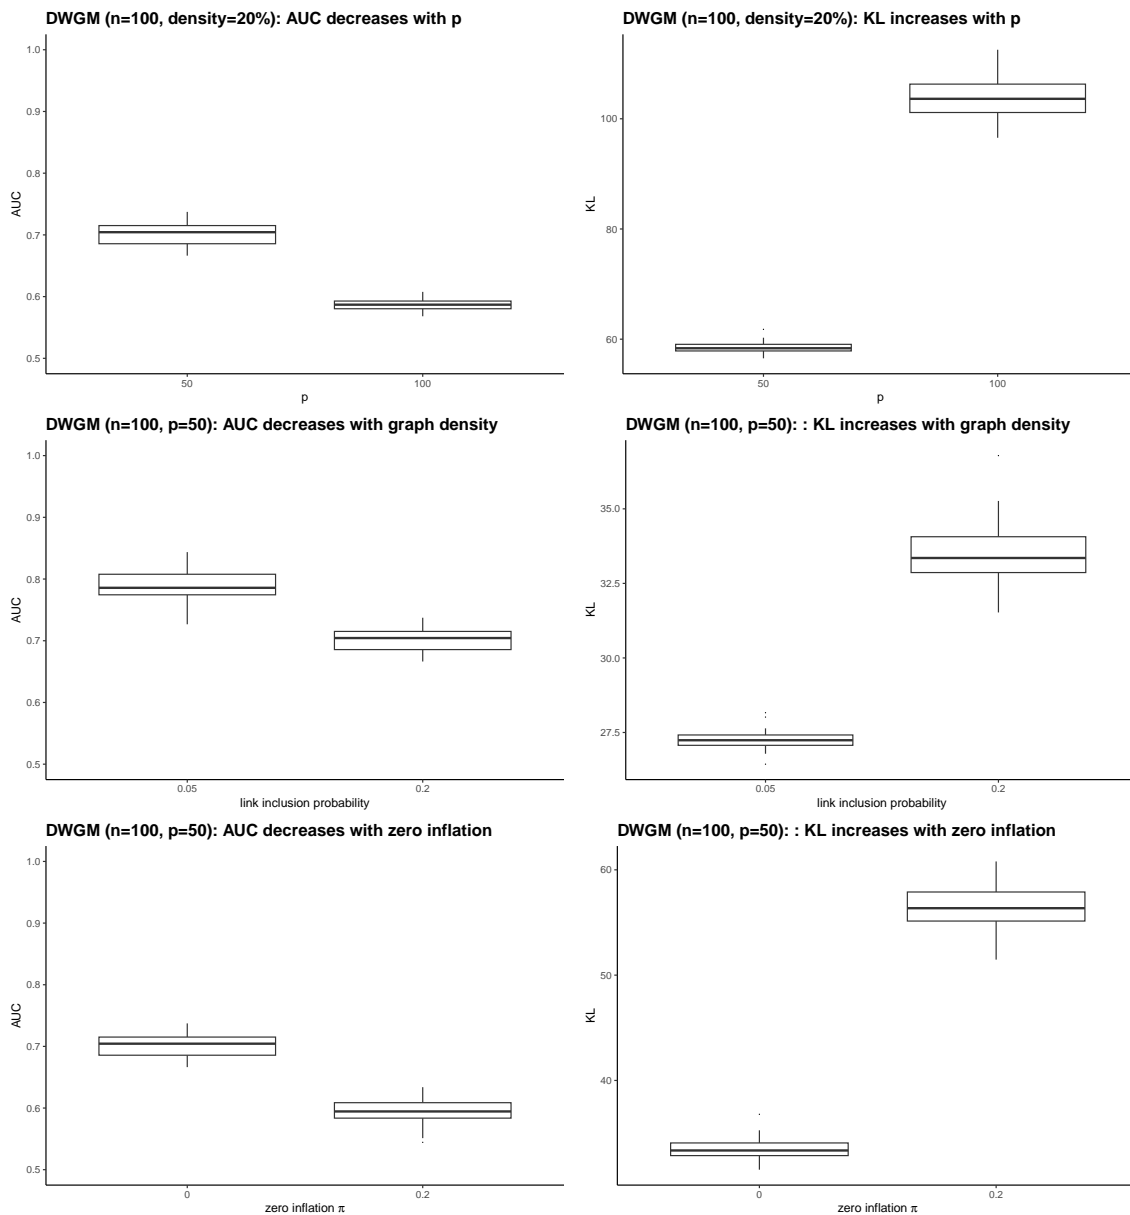 DWGM (n=100, density=20%): AUC decreases with p
1.0
0.9
0.8
0.7
0.6
0.5
AUC
50
100
p
DWGM (n=100, density=20%): KL increases with p
100
80
60
KL
50
100
p
DWGM (n=100, p=50): AUC decreases with graph density
1.0
0.9
0.8
0.7
0.6
0.5
AUC
0.05
0.2
link inclusion probability
DWGM (n=100, p=50): : KL increases with graph density
35.0
32.5
30.0
27.5
KL
0.05
0.2
link inclusion probability
DWGM (n=100, p=50): AUC decreases with zero inflation
1.0
0.9
0.8
0.7
0.6
0.5
AUC
0
0.2
zero inflation π
DWGM (n=100, p=50): : KL increases with zero inflation
60
50
40
KL
0
0.2
zero inflation π